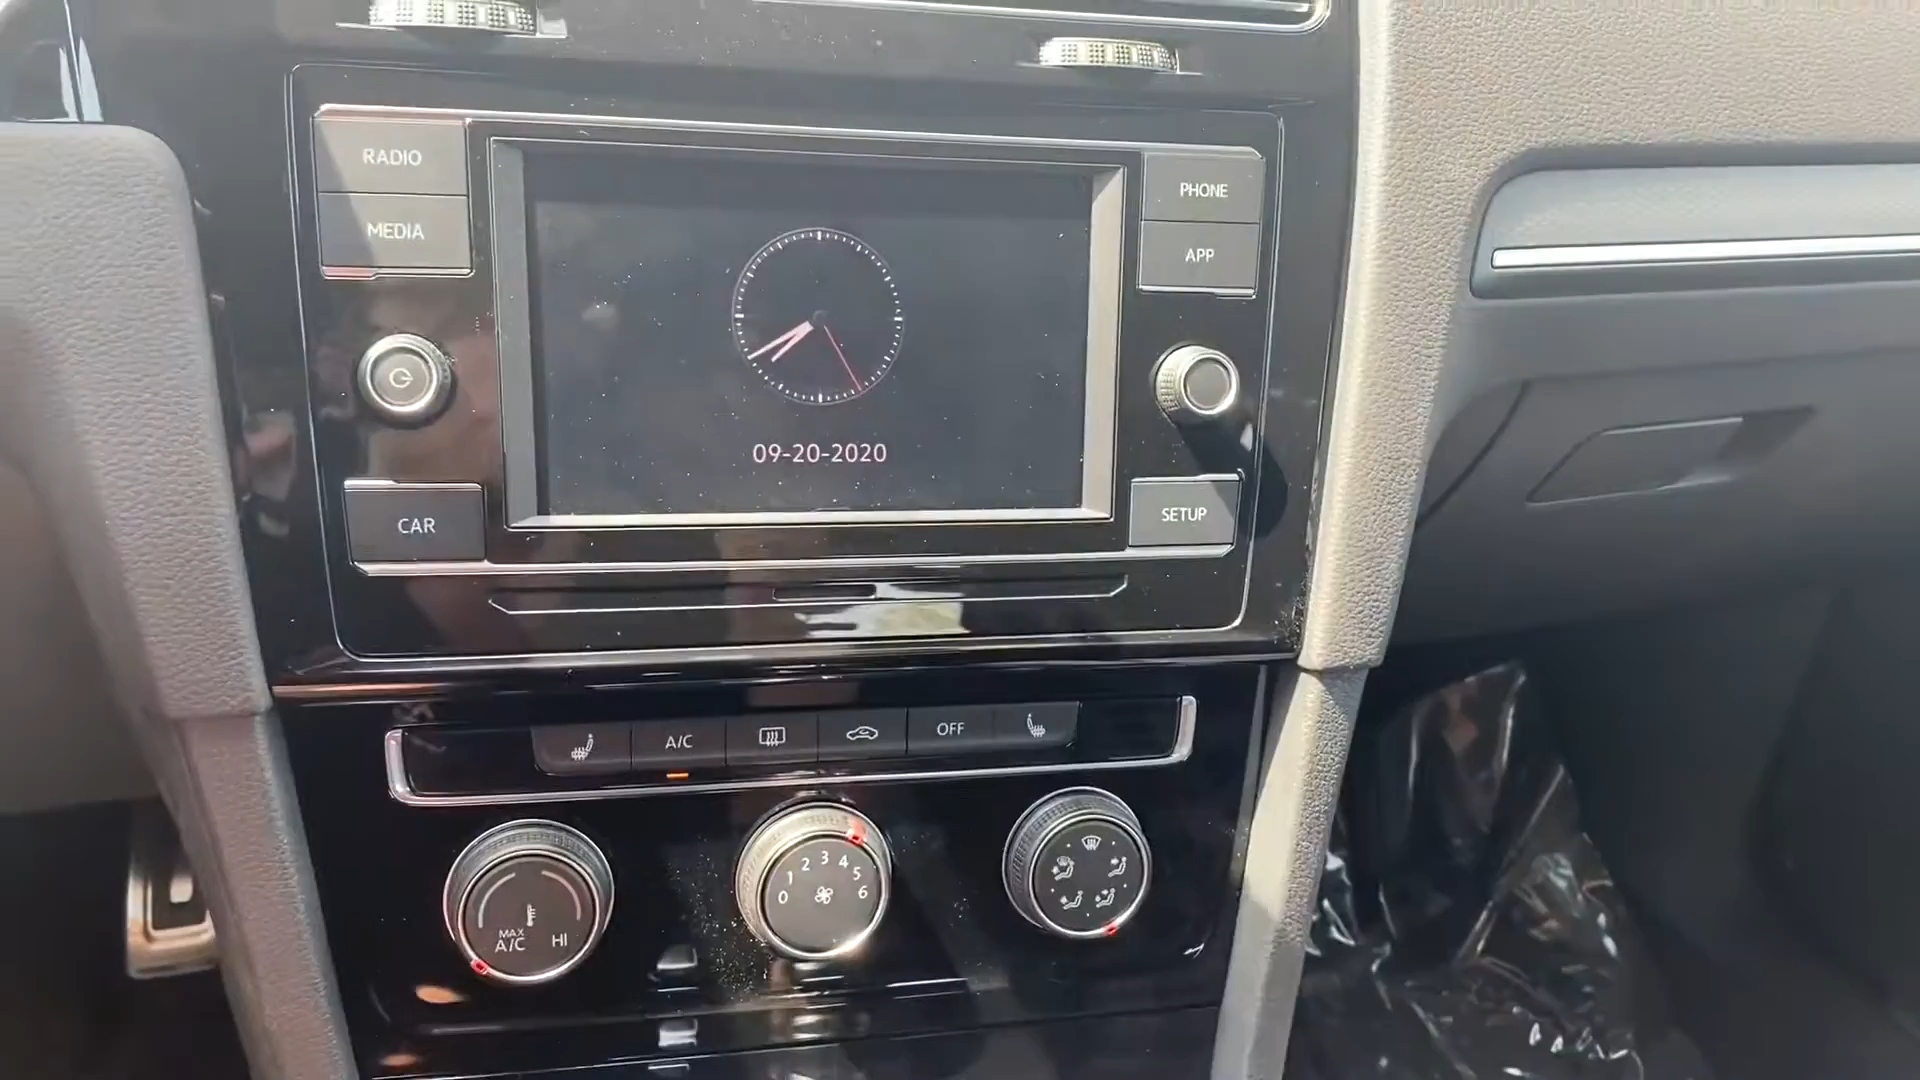 RADIO
MEDIA
PHONE
APP
09-20-2020
CAR
SETUP
A/C
OFF
MAX
A/C
HI
0 1 2 3 4 5 6